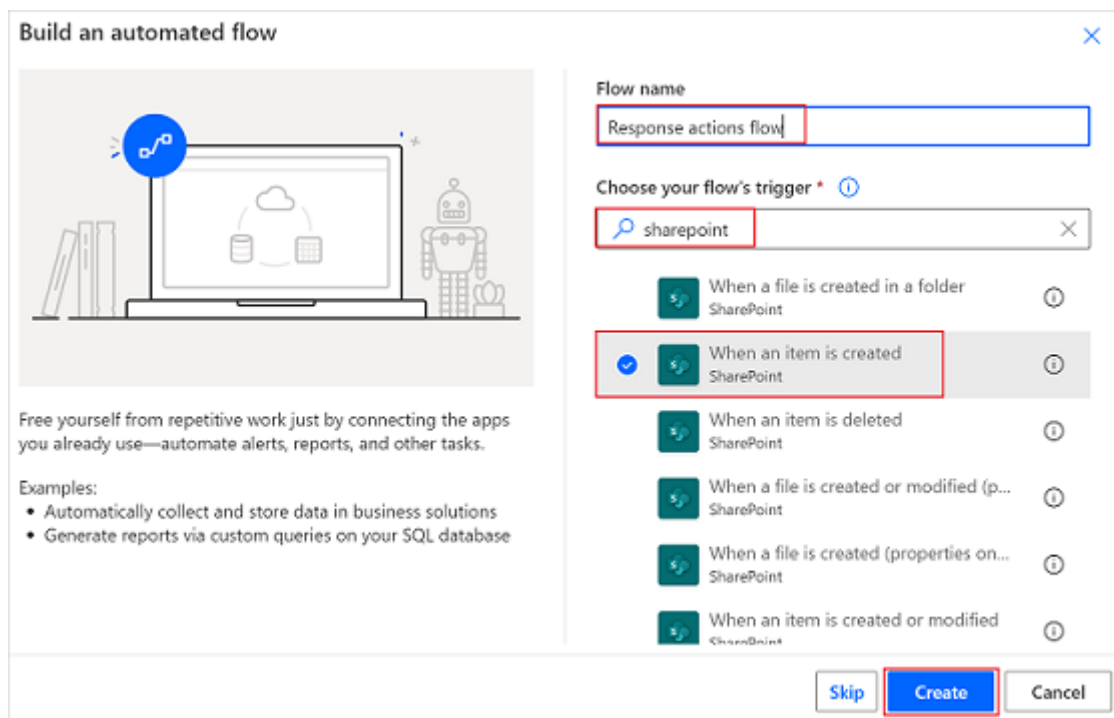 Build an automated flow
Flow name
Response actions flow
Choose your flow's trigger *
sharepoint
When a file is created in a folder
SharePoint
When an item is created
SharePoint
When an item is deleted
SharePoint
When a file is created or modified (p...
SharePoint
When a file is created (properties on...
SharePoint
When an item is created or modified
SharePoint
Free yourself from repetitive work just by connecting the apps
you already use—automate alerts, reports, and other tasks.
Examples:
• Automatically collect and store data in business solutions
• Generate reports via custom queries on your SQL database
Skip
Create
Cancel